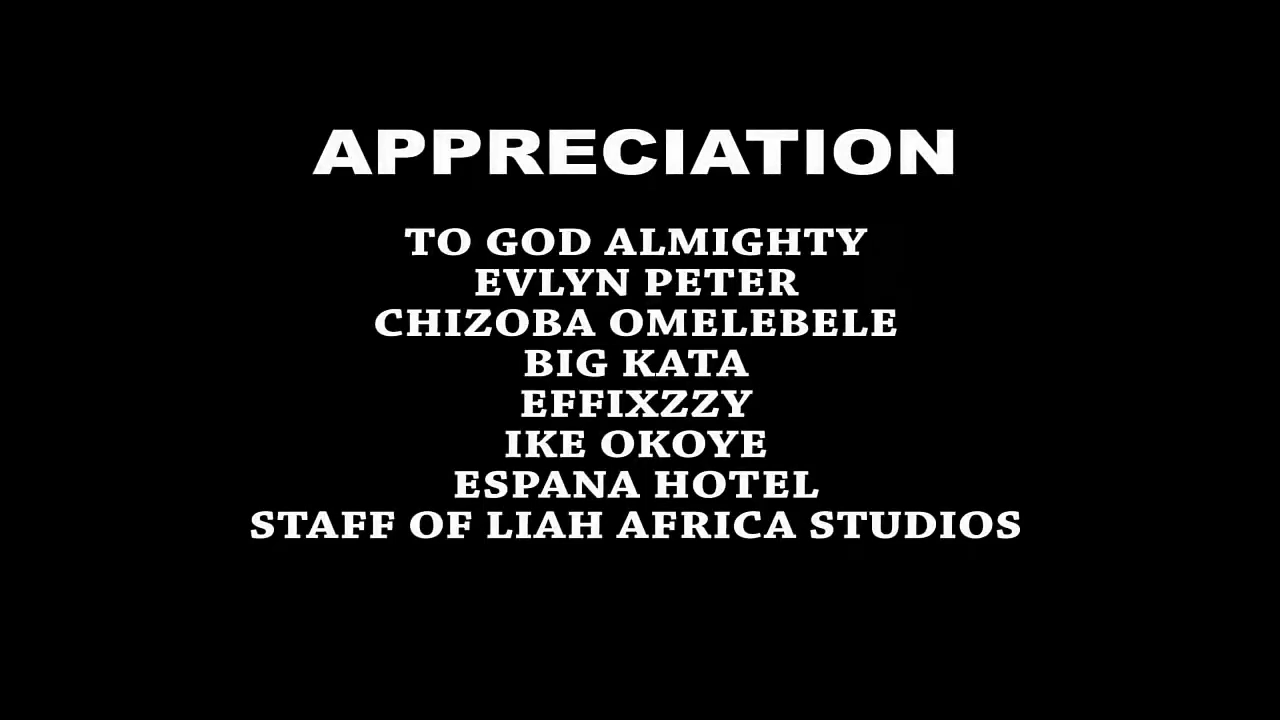 APPRECIATION
TO GOD ALMIGHTY
EVLYN PETER
CHIZOBA OMELEBELE
BIG KATA
EFFIXZZY
IKE OKOYE
ESPANA HOTEL
STAFF OF LIAH AFRICA STUDIOS